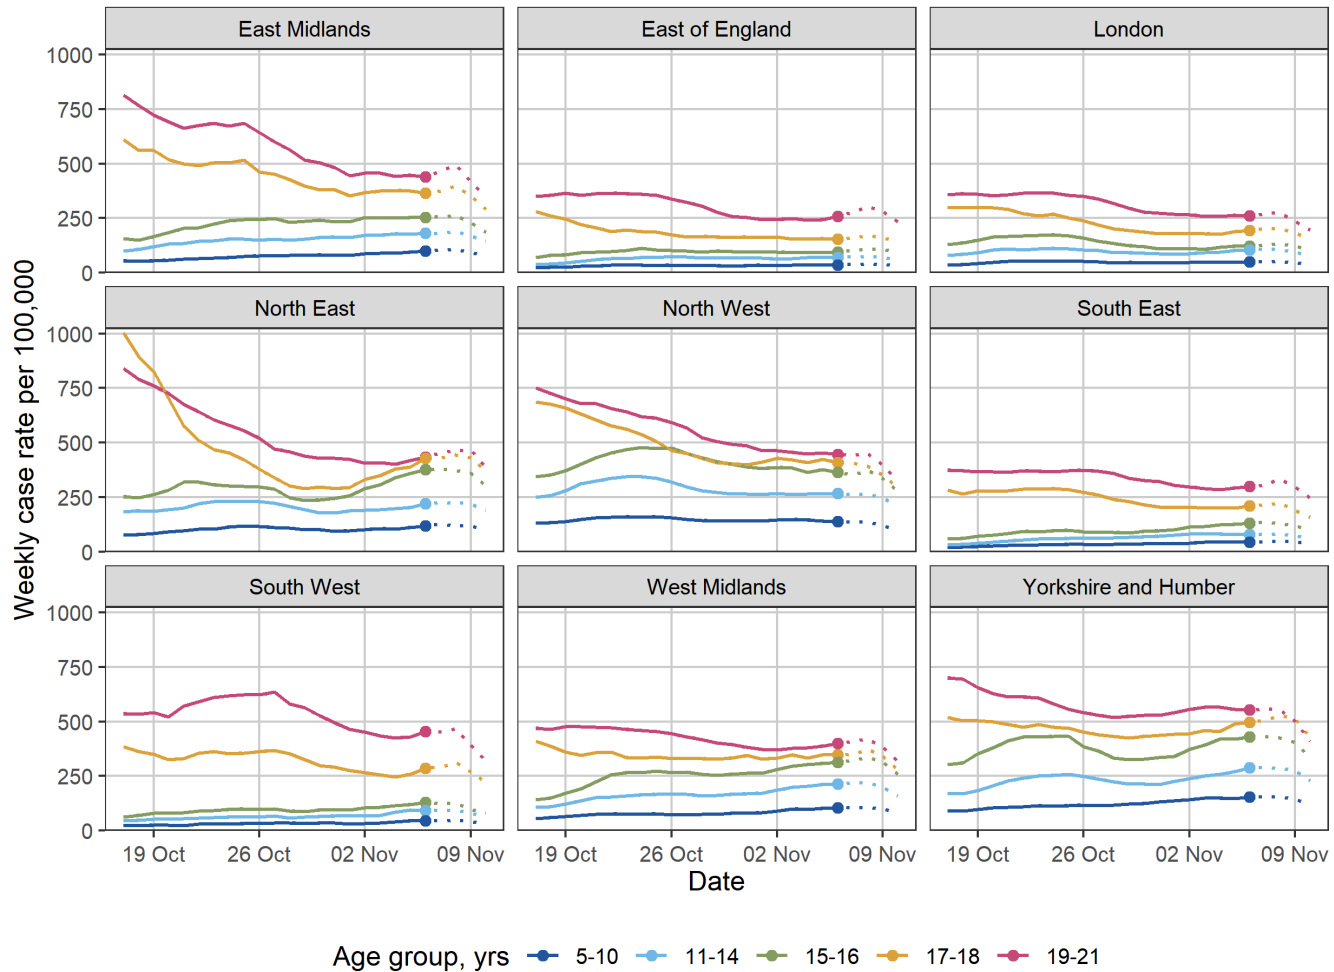 East Midlands East of England London
1000
750
500
250
0
North East North West South East
1000
750
500
250
0
South West West Midlands Yorkshire and Humber
1000
750
500
250
0
19 Oct 26 Oct 02 Nov 09 Nov 19 Oct 26 Oct 02 Nov 09 Nov 19 Oct 26 Oct 02 Nov 09 Nov
Weekly case rate per 100,000
Date
Age group, yrs 5-10 11-14 15-16 17-18 19-21